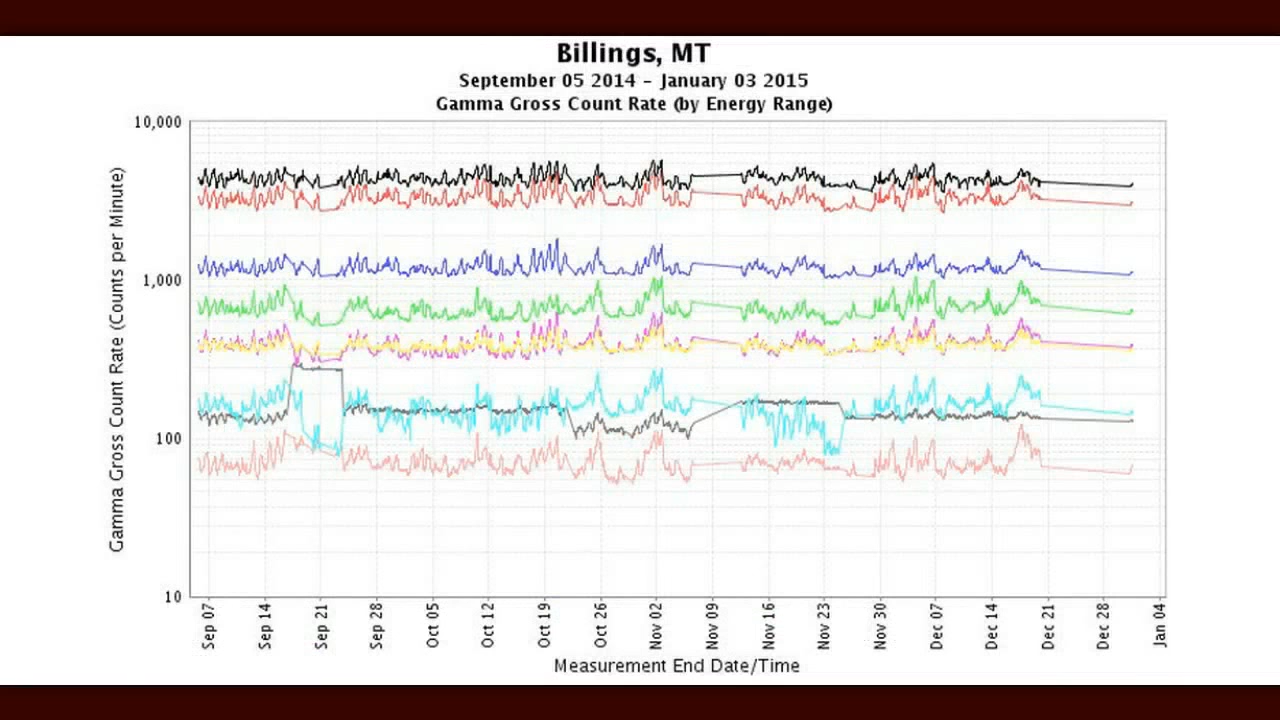 Billings, MT
September 05 2014 – January 03 2015
Gamma Gross Count Rate (by Energy Range)
Gamma Gross Count Rate (Counts per Minute)
10,000
1,000
100
10
Sep 07
Sep 14
Sep 21
Sep 28
Oct 05
Oct 12
Oct 19
Oct 26
Nov 02
Nov 09
Nov 16
Nov 23
Nov 30
Dec 07
Dec 14
Dec 21
Dec 28
Jan 04
Measurement End Date/Time